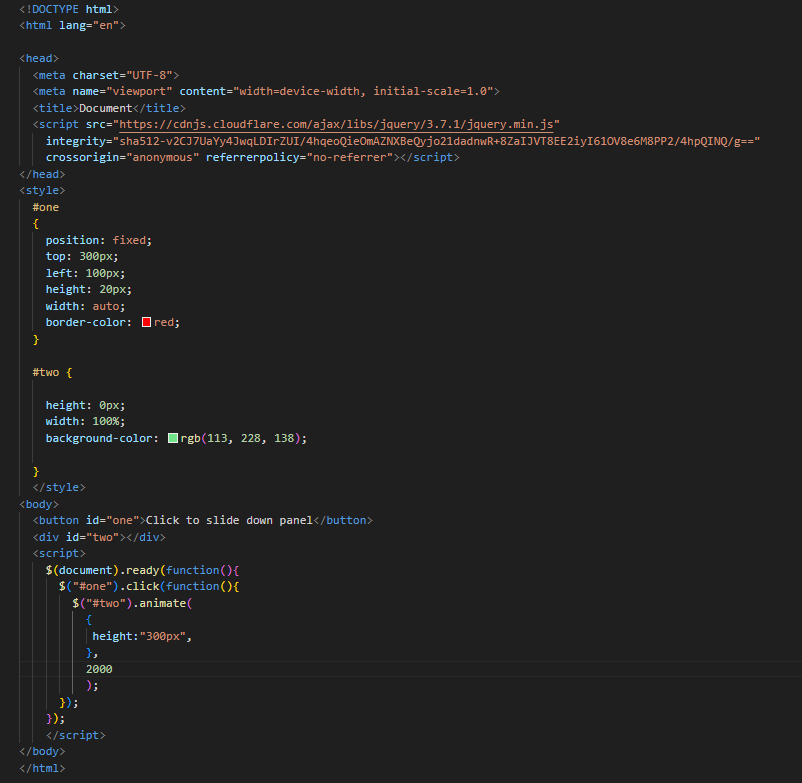 <!DOCTYPE html>
<html lang="en">
<head>
<meta charset="UTF-8">
<meta name="viewport" content="width=device-width, initial-scale=1.0">
<title>Document</title>
<script src="https://cdnjs.cloudflare.com/ajax/libs/jquery/3.7.1/jquery.min.js"
integrity="sha512-v2CJ7UaYy4JwqLDIrZUI/4hqeoQieOmAZNXBeQyjo21dadnwR+8ZaIJVT8EE2iyI61OV8e6M8PP2/4hpQINQ/g=="
crossorigin="anonymous" referrerpolicy="no-referrer"></script>
</head>
<style>
#one
{
position: fixed;
top: 300px;
left: 100px;
height: 20px;
width: auto;
border-color: red;
}
#two {
height: 0px;
width: 100%;
background-color: rgb(113, 228, 138);
}
</style>
<body>
<button id="one">Click to slide down panel</button>
<div id="two"></div>
<script>
$(document).ready(function(){
$("#one").click(function(){
$("#two").animate(
{
height:"300px",
},
2000
);
});
});
</script>
</body>
</html>